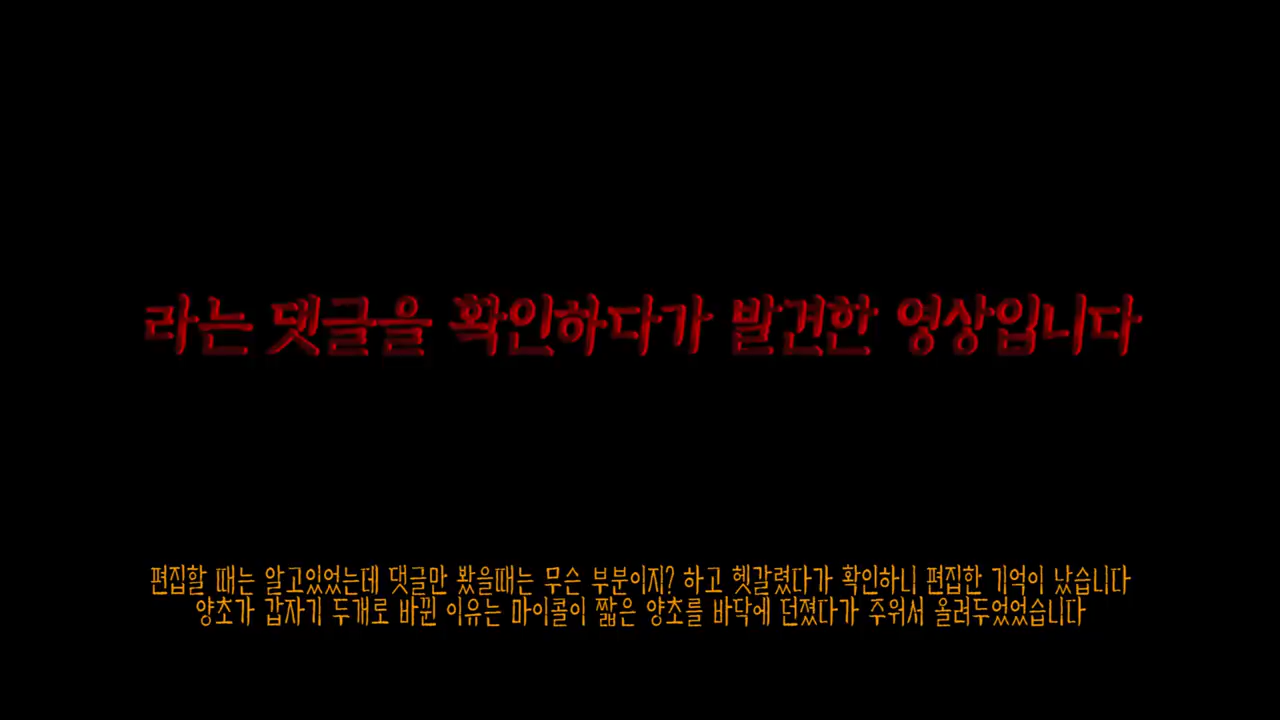 라는 댓글을 확인하다가 발견한 영상입니다
편집할 때는 알고있었는데 댓글만 봤을때는 무슨 부분이지? 하고 헷갈렸다가 확인하니 편집한 기억이 났습니다
양초가 갑자기 두개로 바뀐 이유는 마이콜이 짧은 양초를 바닥에 던졌다가 주워서 올려두었었습니다